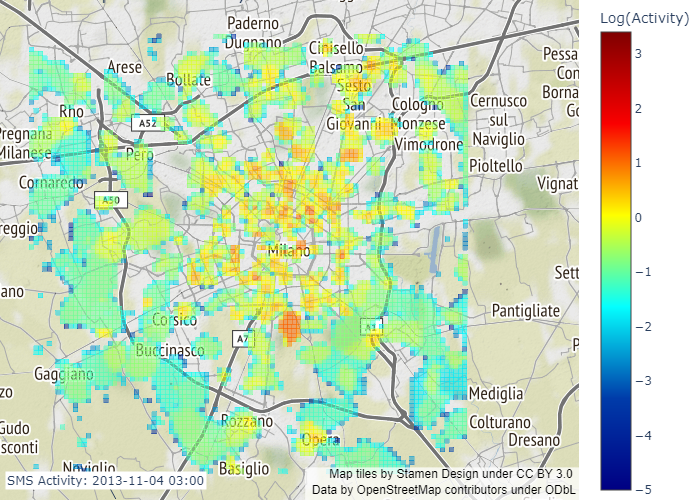 Log(Activity)
3
2
1
0
−1
−2
−3
−4
−5
Paderno
Dugnano
Cinisello
Balsamo
Arese
Bollate
Sesto
San
Giovanni
Cologno
Monzese
Cernusco
sul
Naviglio
Pessa
Con
Borna
Go
Rho
A52
Vimodrone
Pregnana
Milanese
Pero
Pioltello
Cornaredo
Vignat
A50
reggio
Milano
Sett
ano
Pantigliate
Corsico
A1
A7
Buccinasco
P
Gaggiano
zo
Mediglia
Gudo
sconti
Rozzano
Opera
Colturano
Dresano
Noviglio
Basiglio
SMS Activity: 2013-11-04 03:00
Map tiles by Stamen Design under CC BY 3.0
Data by OpenStreetMap contributors under ODbL